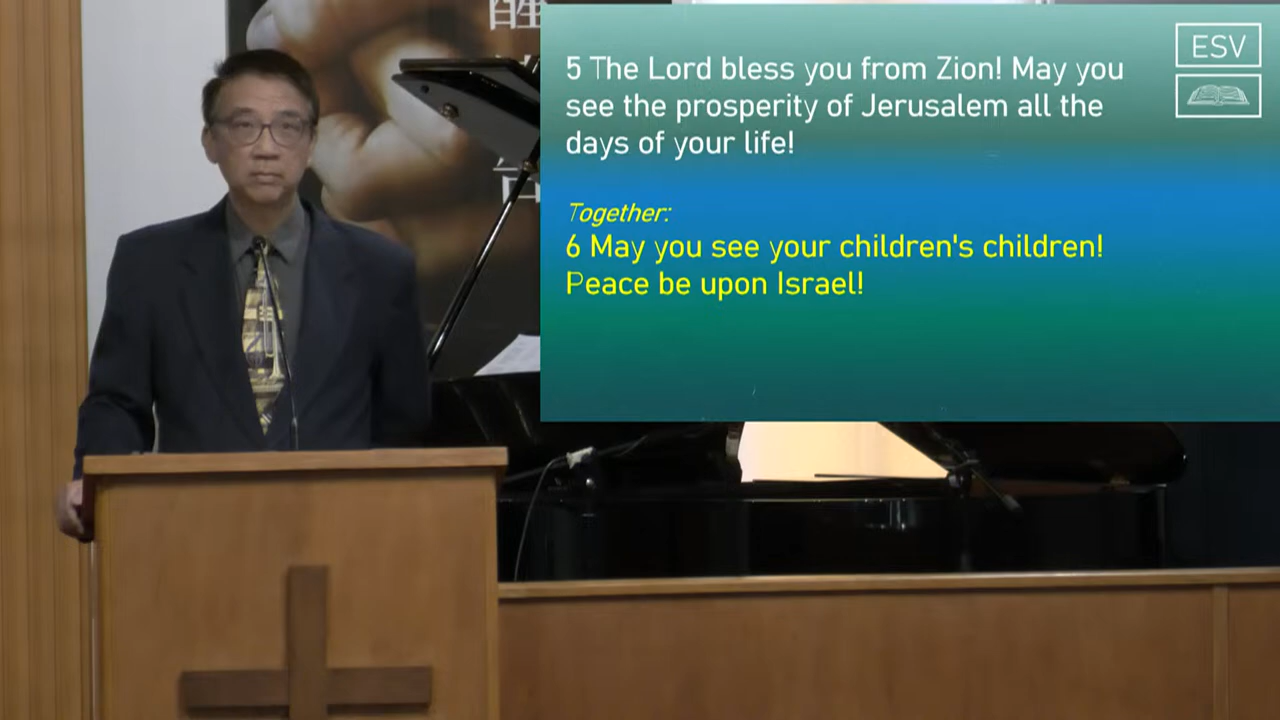 醒
ESV
5 The Lord bless you from Zion! May you
see the prosperity of Jerusalem all the
days of your life!
Together:
6 May you see your children's children!
Peace be upon Israel!